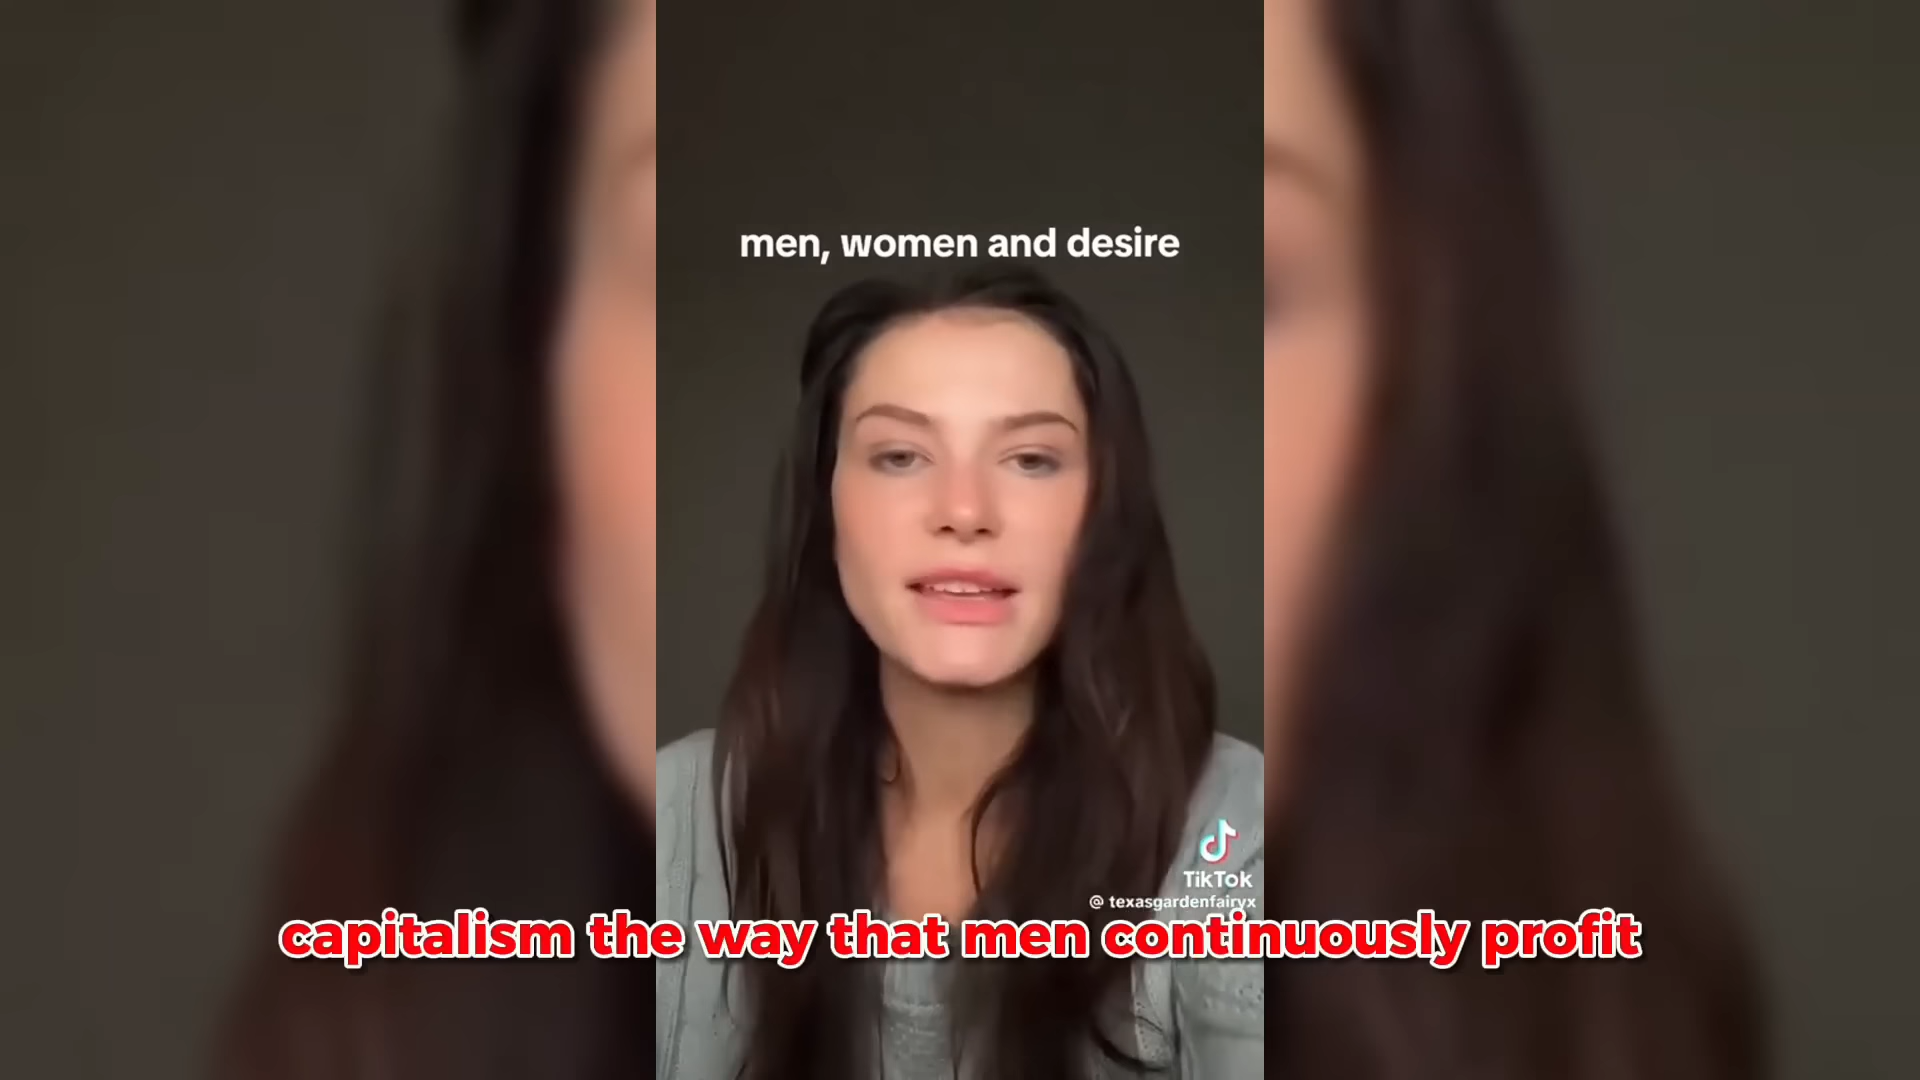 men, women and desire
TikTok
@ texasgardenfairyx
capitalism the way that men continuously profit